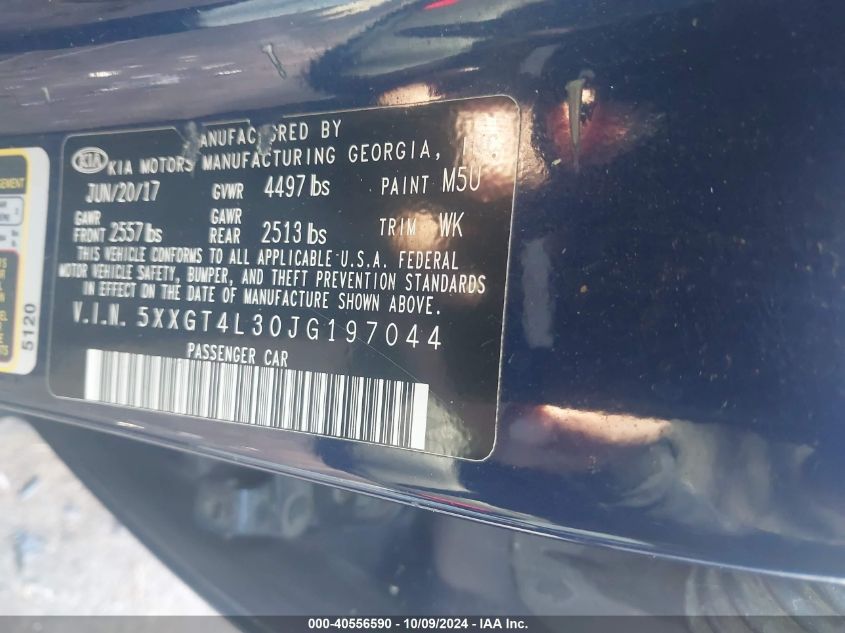 MANUFACTURED BY
KIA KIA MOTORS MANUFACTURING GEORGIA, INC
JUN/20/17 GVWR 4497 lbs PAINT M5U
GAWR FRONT 2557 lbs GAWR REAR 2513 lbs TRIM WK
THIS VEHICLE CONFORMS TO ALL APPLICABLE U.S.A. FEDERAL
MOTOR VEHICLE SAFETY, BUMPER, AND THEFT PREVENTION STANDARDS
IN EFFECT ON THE DATE OF MANUFACTURE SHOWN ABOVE.
V.I.N. 5XXGT4L30JG197044
PASSENGER CAR
5120
000-40556590 - 10/09/2024 - IAA Inc.